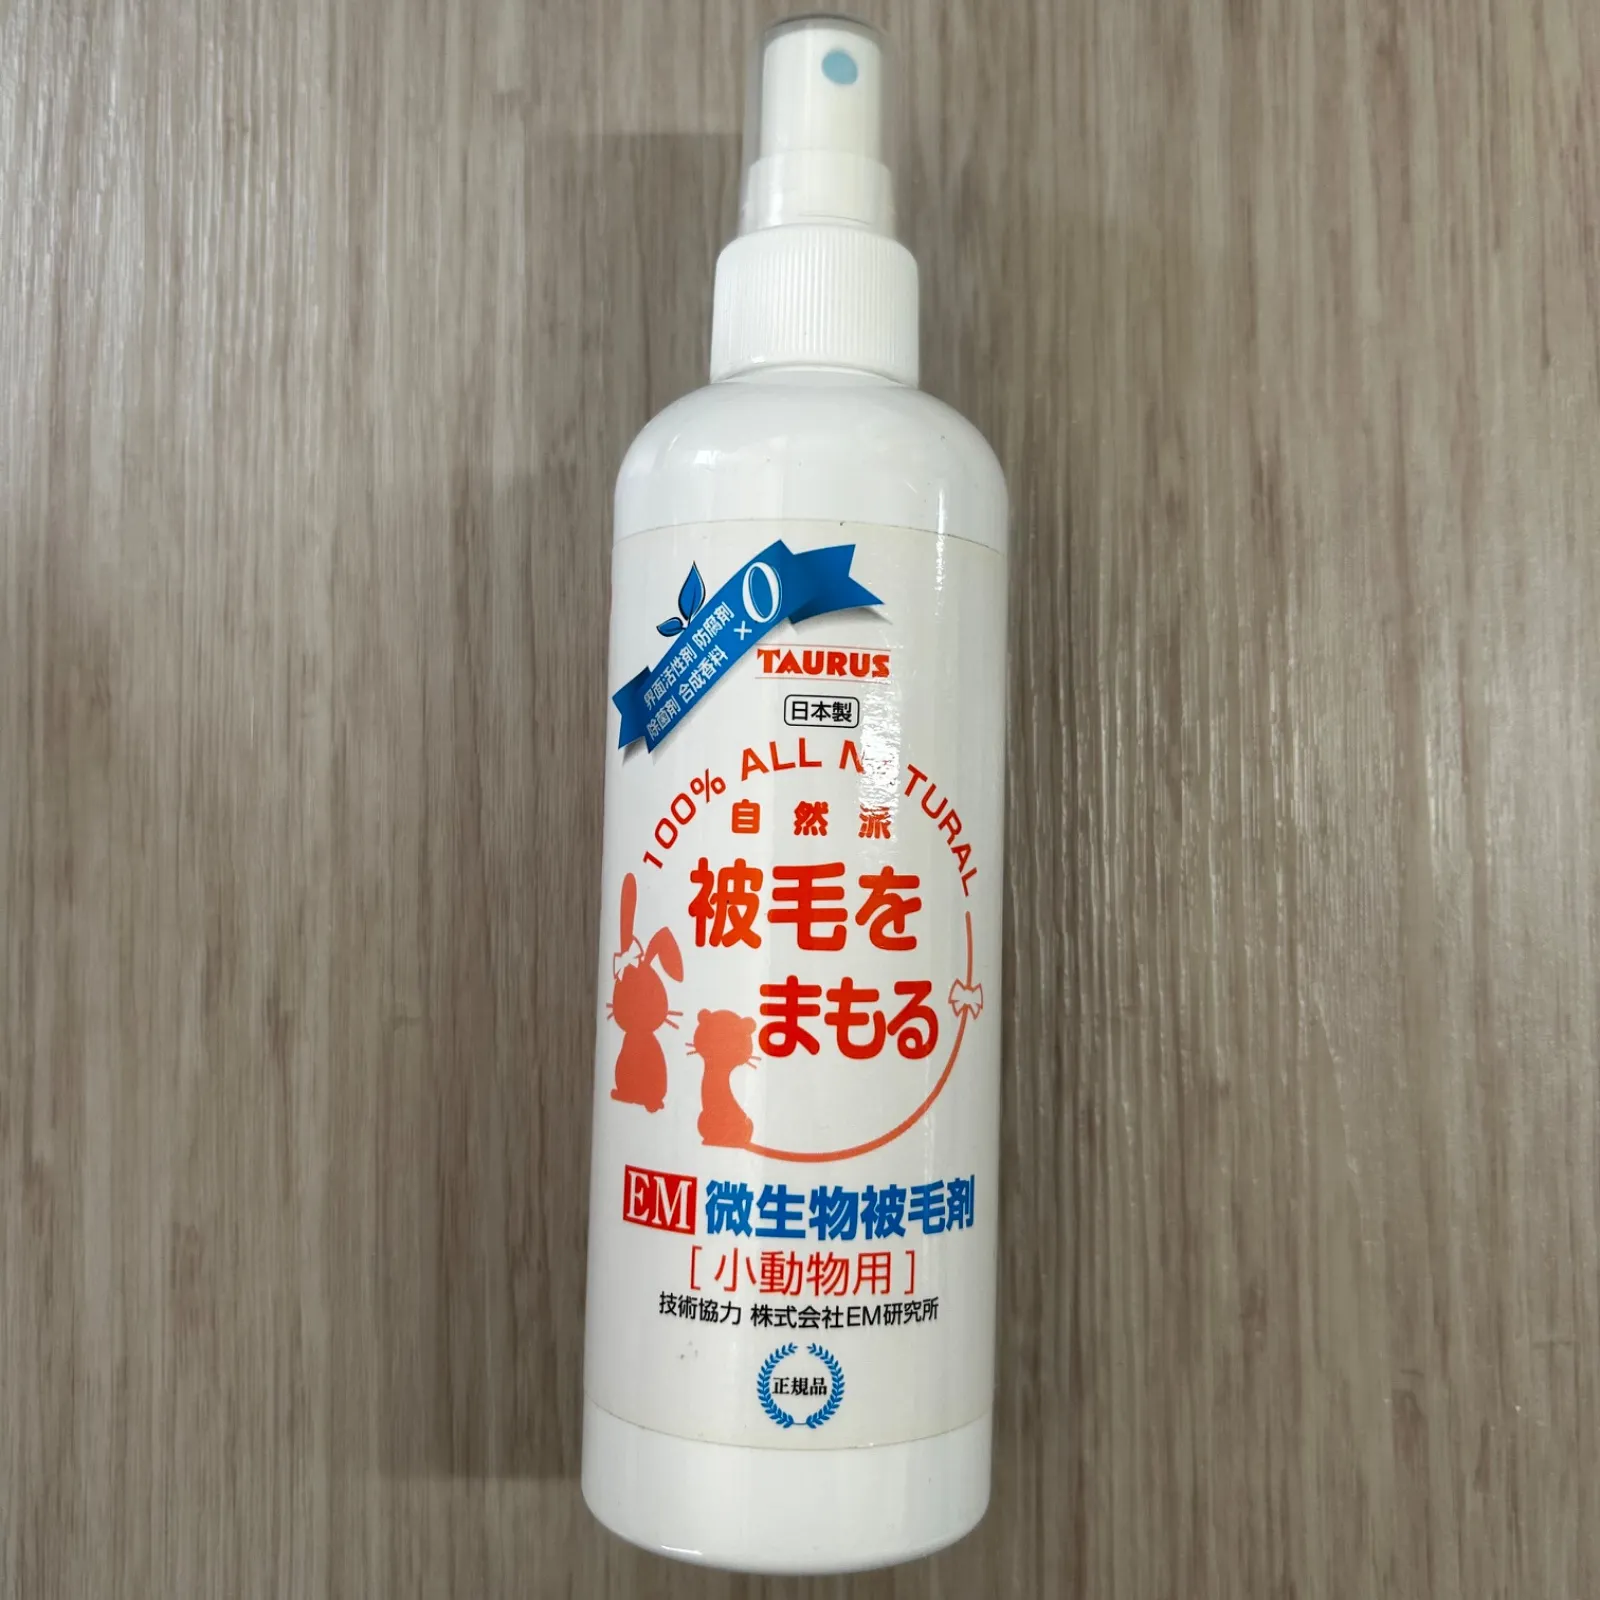 界面活性剤 防腐剤
除菌剤 合成香料
×0
TAURUS
日本製
100% ALL NATURAL
自然派
被毛を
まもる
EM 微生物被毛剤
[ 小動物用 ]
技術協力 株式会社EM研究所
正規品